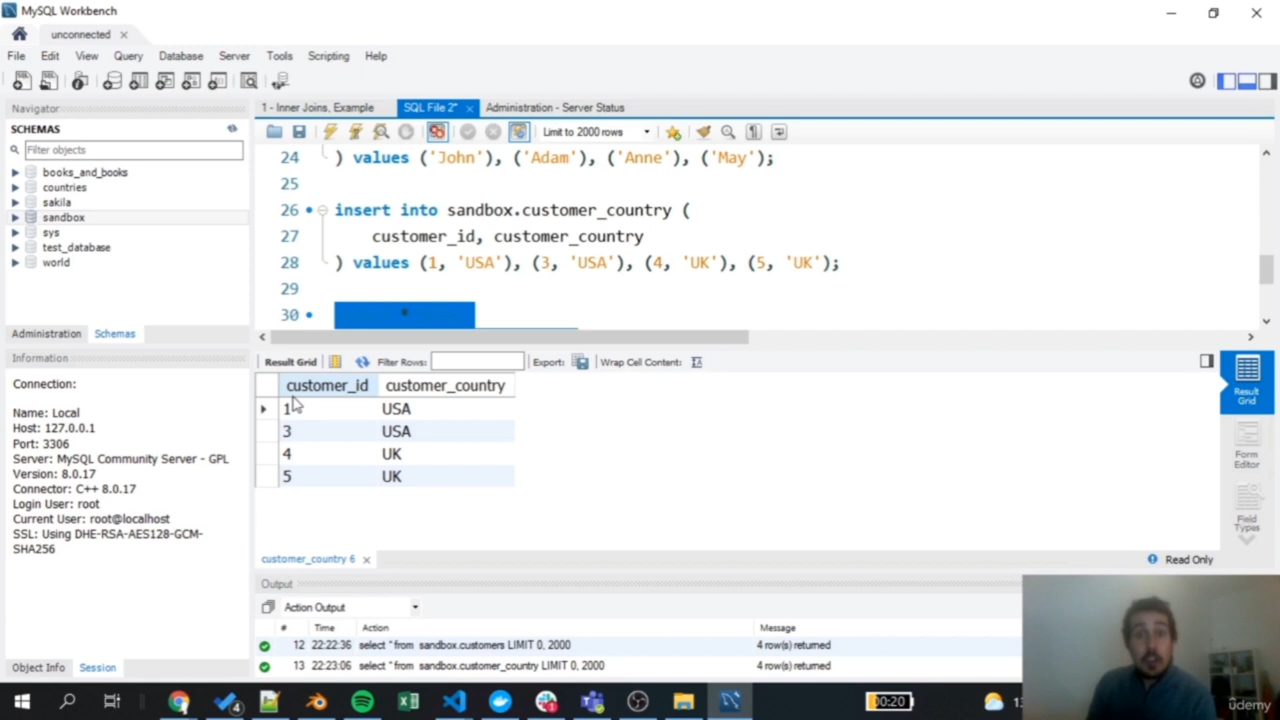 MySQL Workbench
unconnected
File Edit View Query Database Server Tools Scripting Help
Navigator
SCHEMAS
Filter objects
books_and_books
countries
sakila
sandbox
sys
test_database
world
Administration Schemas
Information
Connection:
Name: Local
Host: 127.0.0.1
Port: 3306
Server: MySQL Community Server - GPL
Version: 8.0.17
Connector: C++ 8.0.17
Login User: root
Current User: root@localhost
SSL: Using DHE-RSA-AES128-GCM-
SHA256
Object Info Session
1 - Inner Joins, Example SQL File 2* Administration - Server Status
Limit to 2000 rows
24 ) values ('John'), ('Adam'), ('Anne'), ('May');
25
26 insert into sandbox.customer_country (
27 customer_id, customer_country
28 ) values (1, 'USA'), (3, 'USA'), (4, 'UK'), (5, 'UK');
29
30 *
Result Grid Filter Rows: Export: Wrap Cell Content:
customer_id customer_country
1 USA
3 USA
4 UK
5 UK
Result
Grid
Form
Editor
Field
Types
customer_country 6
Read Only
Output
Action Output
# Time Action Message
12 22:22:36 select * from sandbox.customers LIMIT 0, 2000 4 row(s) returned
13 22:23:06 select * from sandbox.customer_country LIMIT 0, 2000 4 row(s) returned
4
00:20
udemy